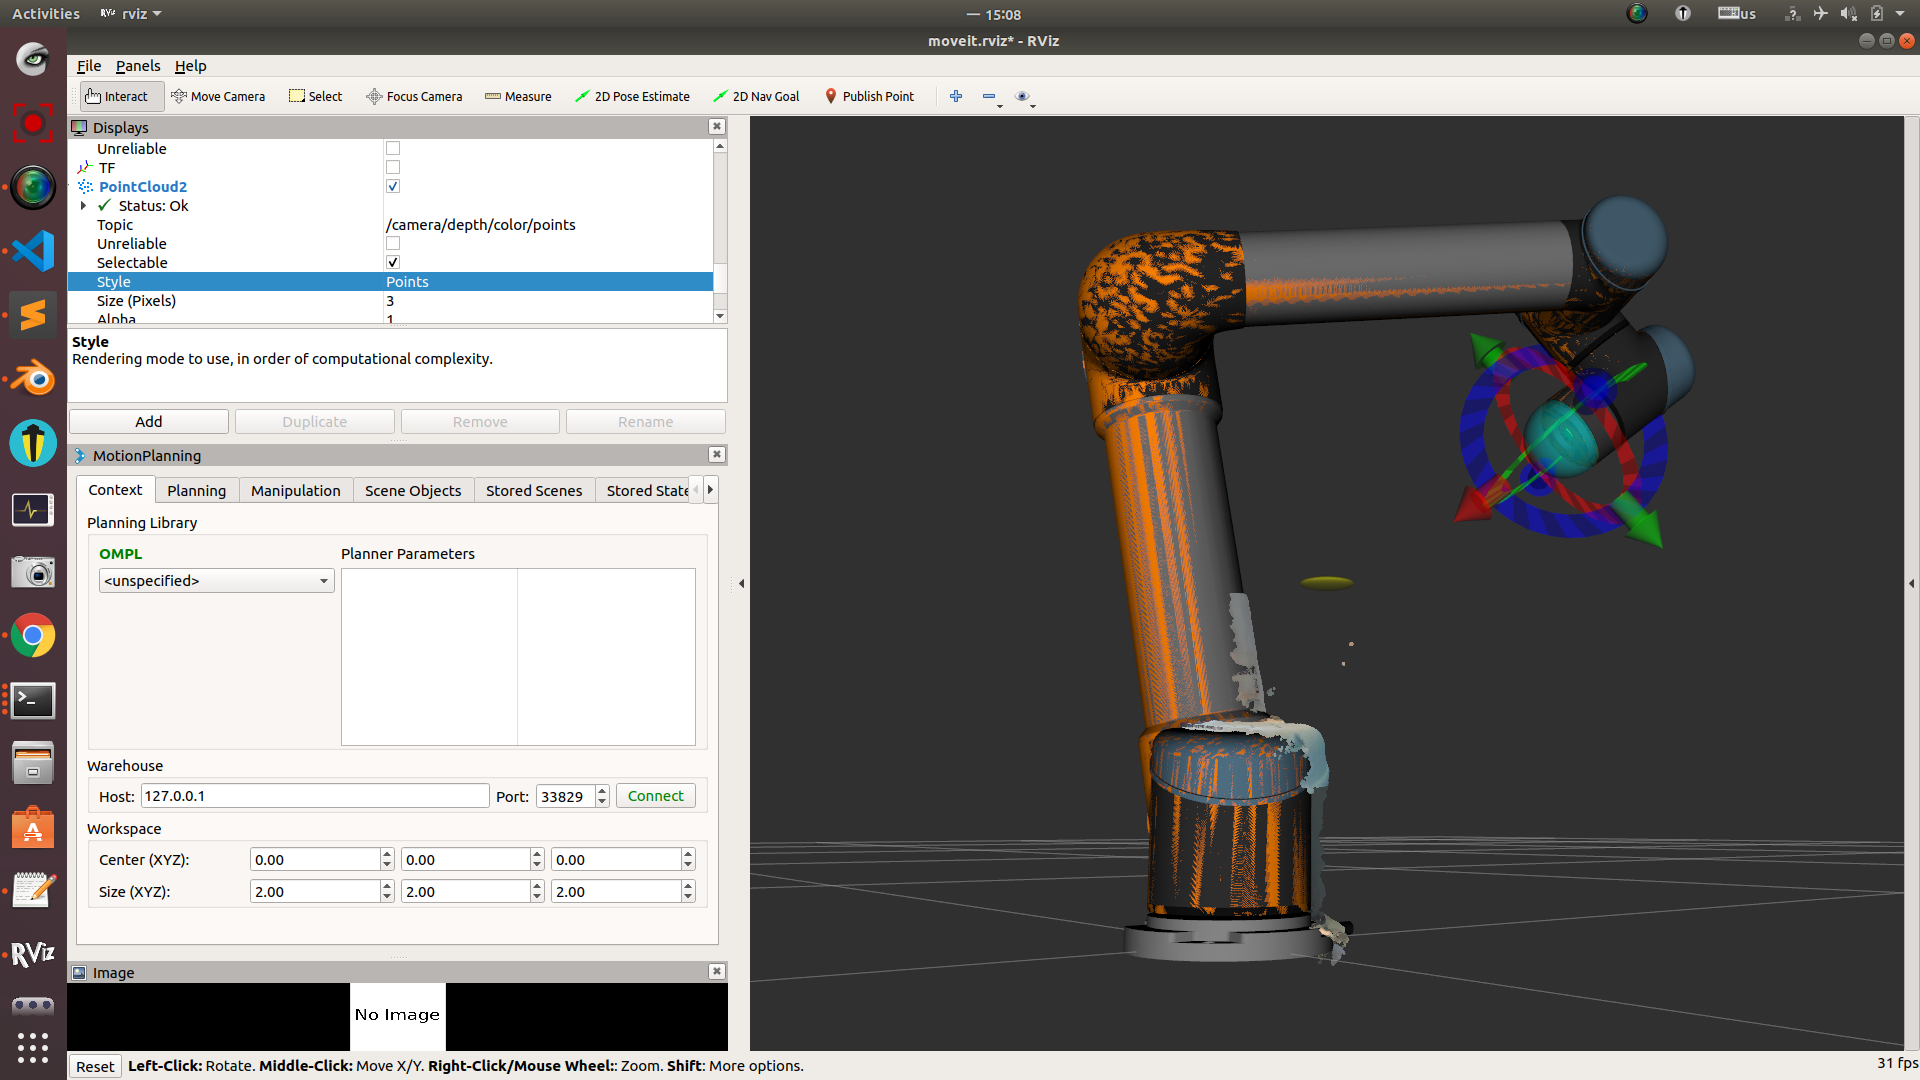 Activities RViz rviz 15:08 us
moveit.rviz* - RViz
File Panels Help
Interact Move Camera Select Focus Camera Measure 2D Pose Estimate 2D Nav Goal Publish Point
Displays
Unreliable
TF
PointCloud2
Status: Ok
Topic /camera/depth/color/points
Unreliable
Selectable
Style Points
Size (Pixels) 3
Alpha 1
Style
Rendering mode to use, in order of computational complexity.
Add Duplicate Remove Rename
MotionPlanning
Context Planning Manipulation Scene Objects Stored Scenes Stored State
Planning Library
OMPL Planner Parameters
<unspecified>
Warehouse
Host: 127.0.0.1 Port: 33829 Connect
Workspace
Center (XYZ): 0.00 0.00 0.00
Size (XYZ): 2.00 2.00 2.00
RViz
Image
No Image
Reset Left-Click: Rotate. Middle-Click: Move X/Y. Right-Click/Mouse Wheel:: Zoom. Shift: More options. 31 fps